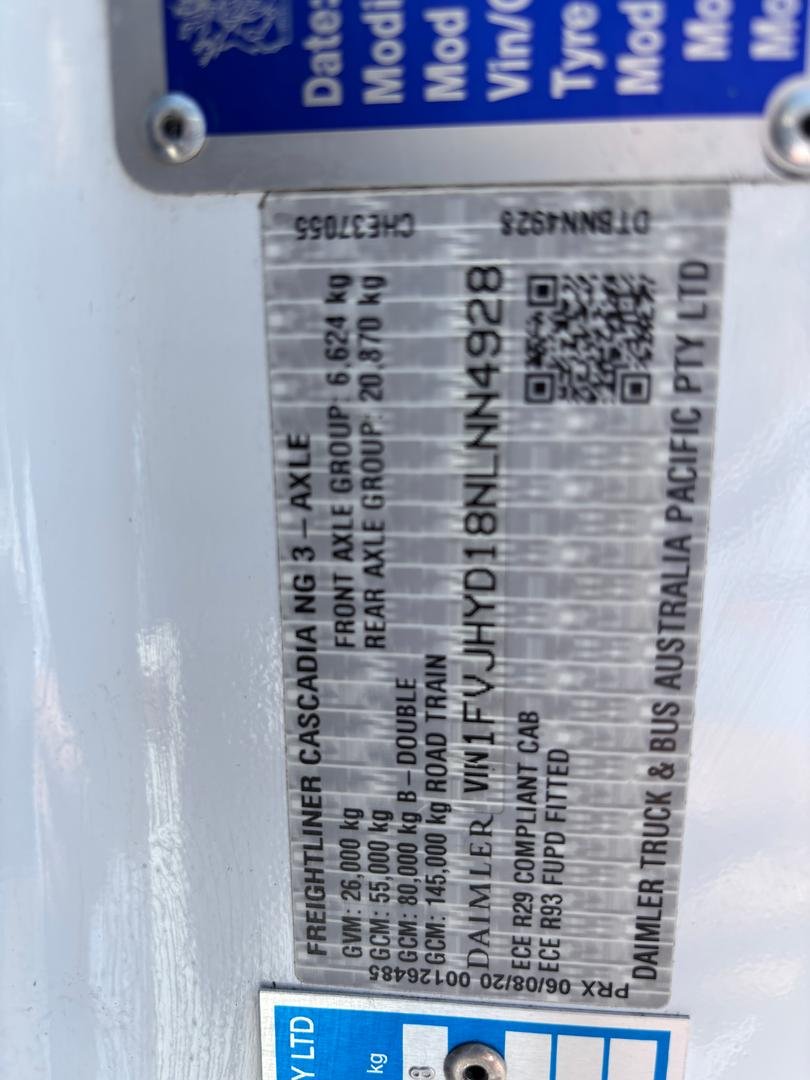 Date:
Modi
Mod
Vin/
Tyre
Mod
Mo
Mo
CHE37055
DTBNN4928
FREIGHTLINER CASCADIA NG 3-AXLE
GVM: 26,000 kg FRONT AXLE GROUP: 6,624 kg
GCM: 55,000 kg REAR AXLE GROUP: 20,870 kg
GCM: 80,000 kg B-DOUBLE
GCM: 145,000 kg ROAD TRAIN
DAIMLER VIN1FVJHYD18NLNN4928
ECE R29 COMPLIANT CAB
ECE R93 FUPD FITTED
DAIMLER TRUCK & BUS AUSTRALIA PACIFIC PTY LTD
PRX 06/08/20 00126485
Y LTD
kg
8